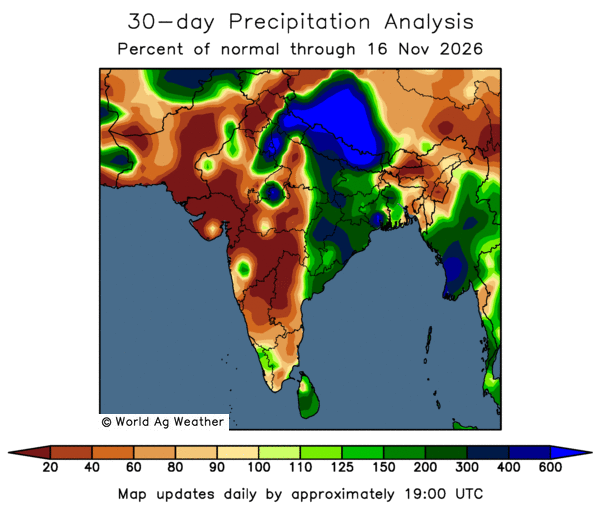 30-day Precipitation Analysis
Percent of normal through 16 Nov 2026
© World Ag Weather
20 40 60 80 90 100 110 125 150 200 300 400 600
Map updates daily by approximately 19:00 UTC